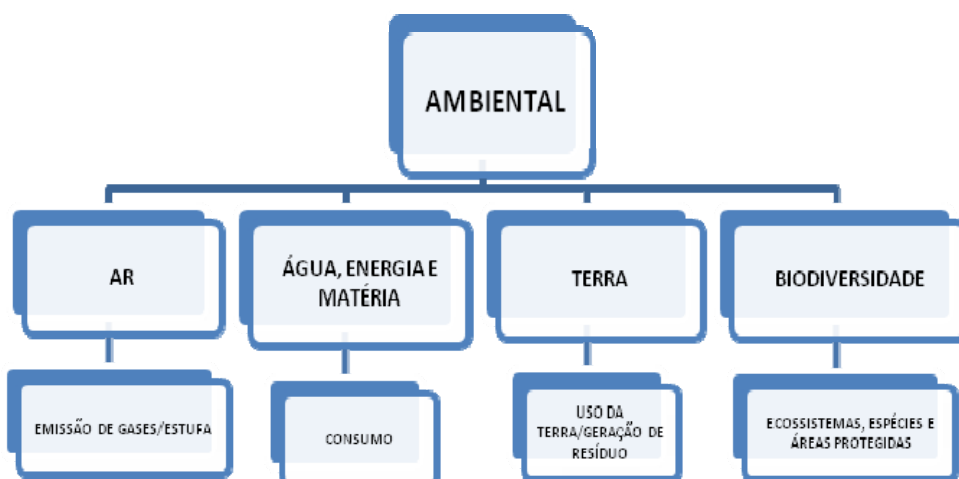 AMBIENTAL
AR
ÁGUA, ENERGIA E
MATÉRIA
TERRA
BIODIVERSIDADE
EMISSÃO DE GASES/ESTUFA
CONSUMO
USO DA
TERRA/GERAÇÃO DE
RESÍDUO
ECOSSISTEMAS, ESPÉCIES E
ÁREAS PROTEGIDAS